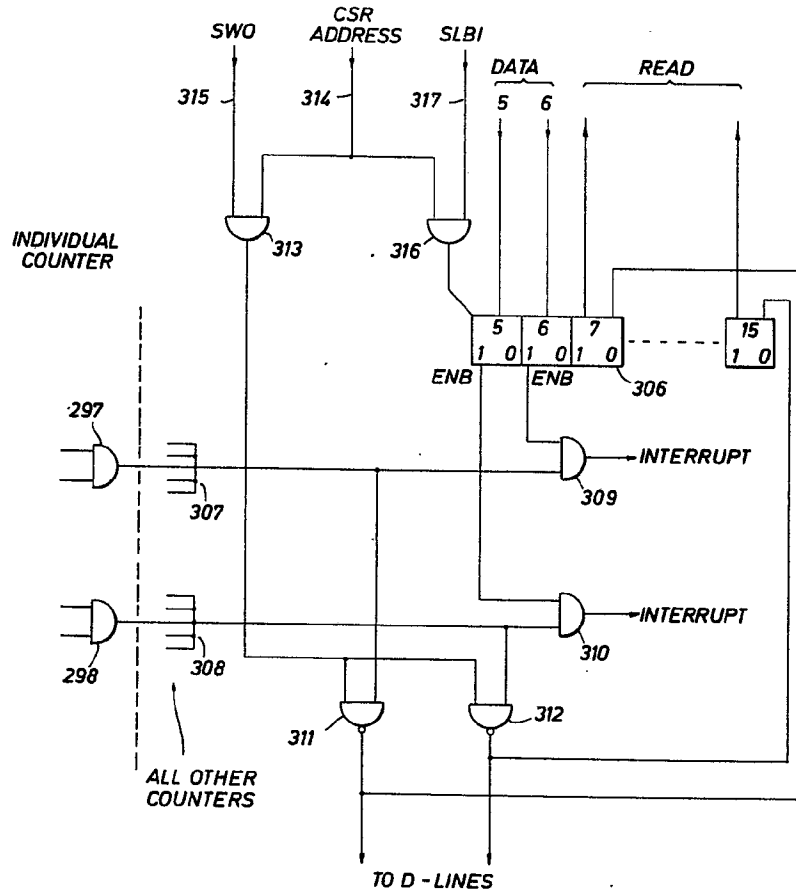 SWO
CSR
ADDRESS
SLBI
DATA
READ
5 6
315
314
317
313
316
INDIVIDUAL
COUNTER
5 6 7 15
1 0 1 0 1 0 1 0
ENB ENB
306
297
INTERRUPT
309
307
INTERRUPT
310
298
308
311
312
ALL OTHER
COUNTERS
TO D-LINES